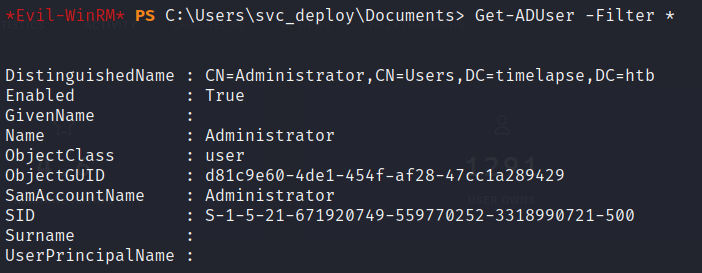 *Evil-WinRM* PS C:\Users\svc_deploy\Documents> Get-ADUser -Filter *
DistinguishedName : CN=Administrator,CN=Users,DC=timelapse,DC=htb
Enabled           : True
GivenName         :
Name              : Administrator
ObjectClass       : user
ObjectGUID        : d81c9e60-4de1-454f-af28-47cc1a289429
SamAccountName    : Administrator
SID               : S-1-5-21-671920749-559770252-3318990721-500
Surname           :
UserPrincipalName :